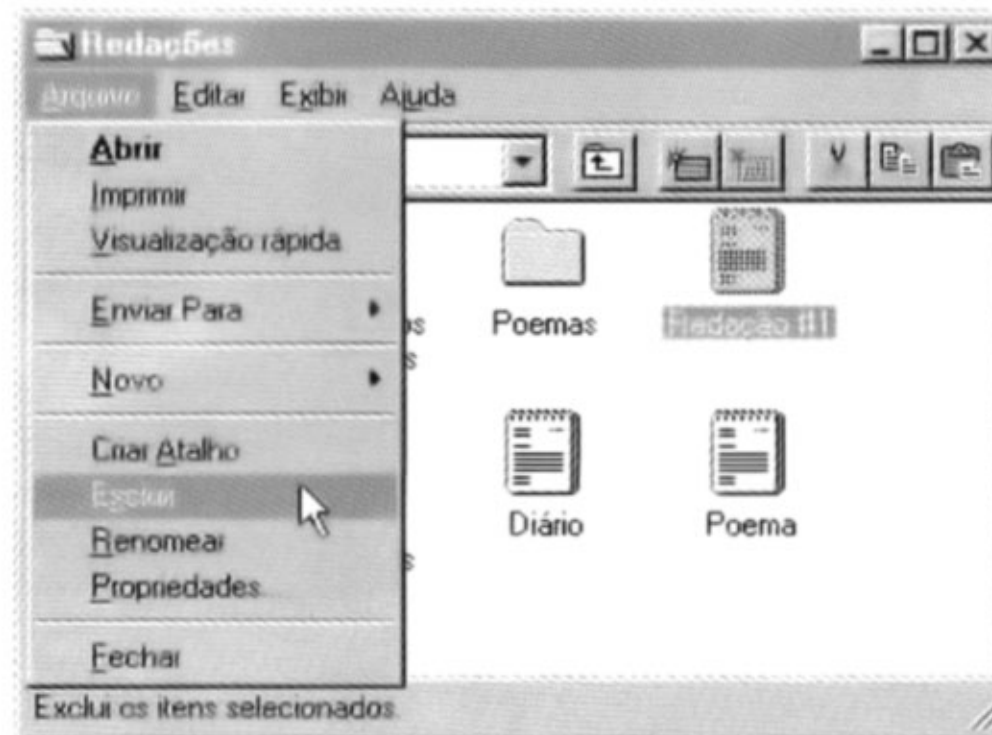 Redações
Arquivo Editar Exibir Ajuda
Abrir
Imprimir
Visualização rápida
Enviar Para
Novo
Criar Atalho
Excluir
Renomear
Propriedades
Fechar
Poemas
Redação #1
Diário
Poema
Exclui os itens selecionados.